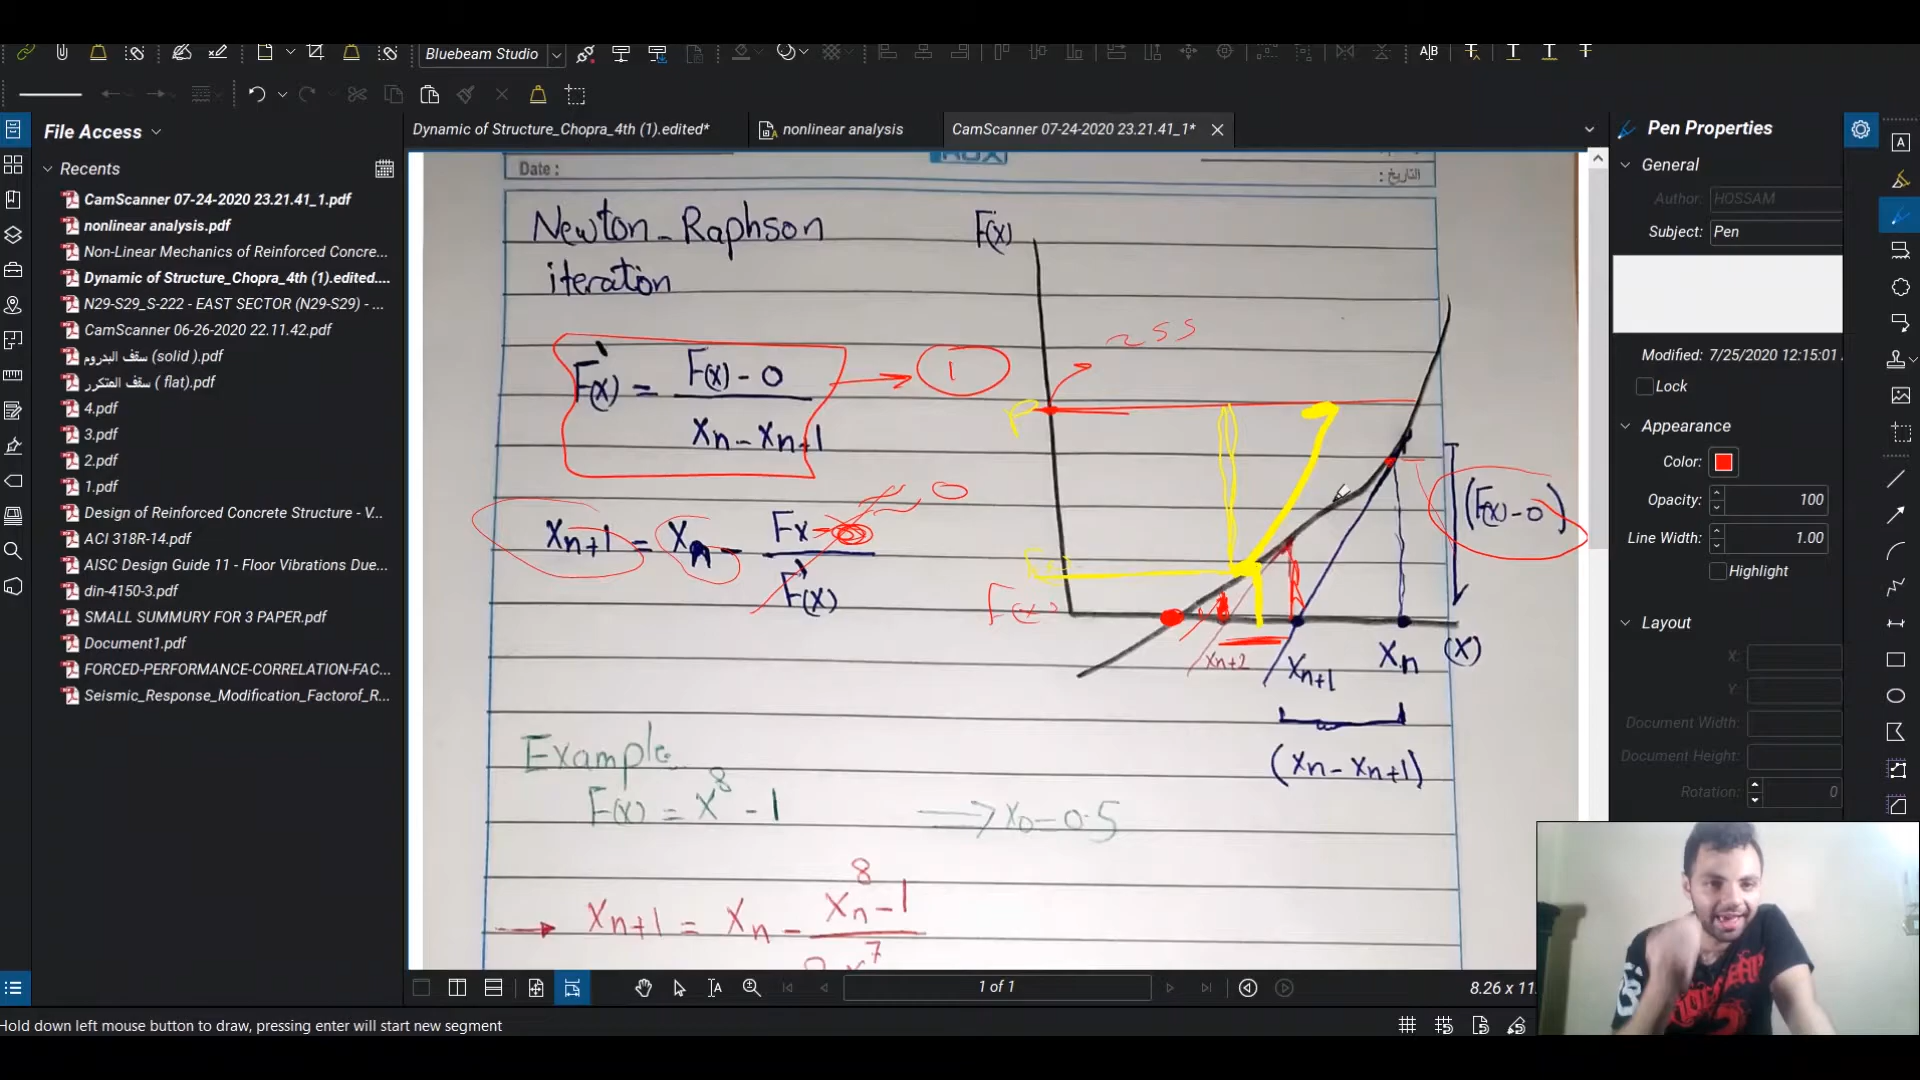 Bluebeam Studio
File Access
Dynamic of Structure_Chopra_4th (1).edited*
nonlinear analysis
CamScanner 07-24-2020 23.21.41_1*
Recents
CamScanner 07-24-2020 23.21.41_1.pdf
nonlinear analysis.pdf
Non-Linear Mechanics of Reinforced Concre...
Dynamic of Structure_Chopra_4th (1).edited....
N29-S29_S-222 - EAST SECTOR (N29-S29) - ...
CamScanner 06-26-2020 22.11.42.pdf
سقف البدروم (solid ).pdf
سقف المتكرر ( flat).pdf
4.pdf
3.pdf
2.pdf
1.pdf
Design of Reinforced Concrete Structure - V...
ACI 318R-14.pdf
AISC Design Guide 11 - Floor Vibrations Due...
din-4150-3.pdf
SMALL SUMMURY FOR 3 PAPER.pdf
Document1.pdf
FORCED-PERFORMANCE-CORRELATION-FAC...
Seismic_Response_Modification_Factorof_R...
Date :
التاريخ :
Newton-Raphson
iteration
F(x)
F`(x) = F(x) - 0 / Xn - Xn+1
1
Xn+1 = Xn - Fx / F`(x)
0
(F(x)-0)
Xn+2
Xn+1
Xn
(X)
(Xn - Xn+1)
Example
F(x) = X^8 - 1
X0 = 0.5
Xn+1 = Xn - Xn^8 - 1
Pen Properties
General
Author: HOSSAM
Subject: Pen
Modified: 7/25/2020 12:15:01
Lock
Appearance
Color:
Opacity: 100
Line Width: 1.00
Highlight
Layout
X:
Y:
Document Width:
Document Height:
Rotation: 0
1 of 1
8.26 x 11
Hold down left mouse button to draw, pressing enter will start new segment